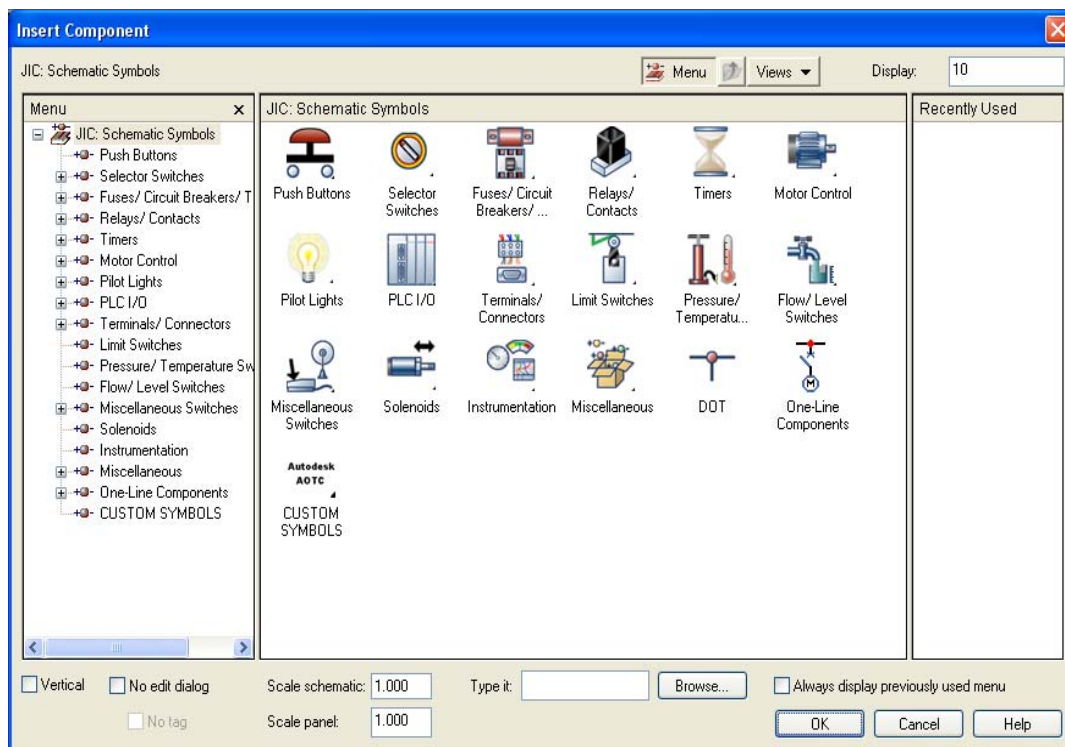 Insert Component
JIC: Schematic Symbols
Menu
Views
Display:
10
Menu
x
JIC: Schematic Symbols
Push Buttons
Selector Switches
Fuses/ Circuit Breakers/ T
Relays/ Contacts
Timers
Motor Control
Pilot Lights
PLC I/O
Terminals/ Connectors
Limit Switches
Pressure/ Temperature Sw
Flow/ Level Switches
Miscellaneous Switches
Solenoids
Instrumentation
Miscellaneous
One-Line Components
CUSTOM SYMBOLS
JIC: Schematic Symbols
Push Buttons
Selector
Switches
Fuses/ Circuit
Breakers/ ...
Relays/
Contacts
Timers
Motor Control
Pilot Lights
PLC I/O
Terminals/
Connectors
Limit Switches
Pressure/
Temperatu...
Flow/ Level
Switches
Miscellaneous
Switches
Solenoids
Instrumentation
Miscellaneous
DOT
M
One-Line
Components
Autodesk
AOTC
CUSTOM
SYMBOLS
Recently Used
Vertical
No edit dialog
No tag
Scale schematic:
1.000
Scale panel:
1.000
Type it:
Browse...
Always display previously used menu
OK
Cancel
Help